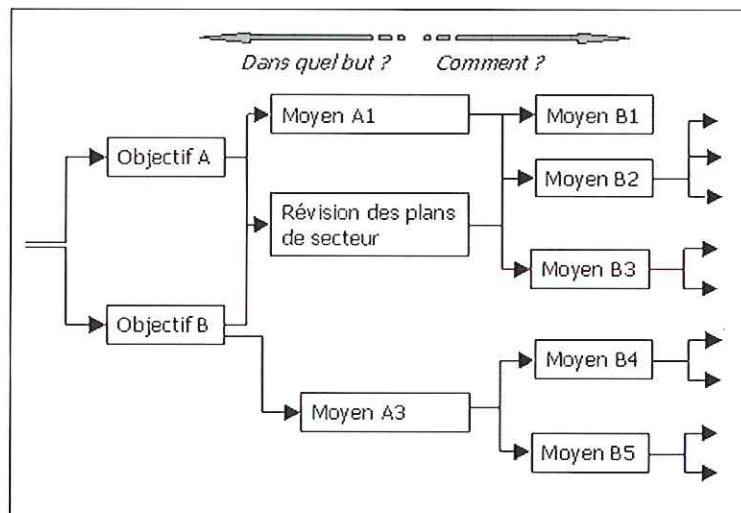 Dans quel but ? Comment ?
Moyen A1
Moyen B1
Objectif A
Moyen B2
Révision des plans
de secteur
Moyen B3
Objectif B
Moyen B4
Moyen A3
Moyen B5